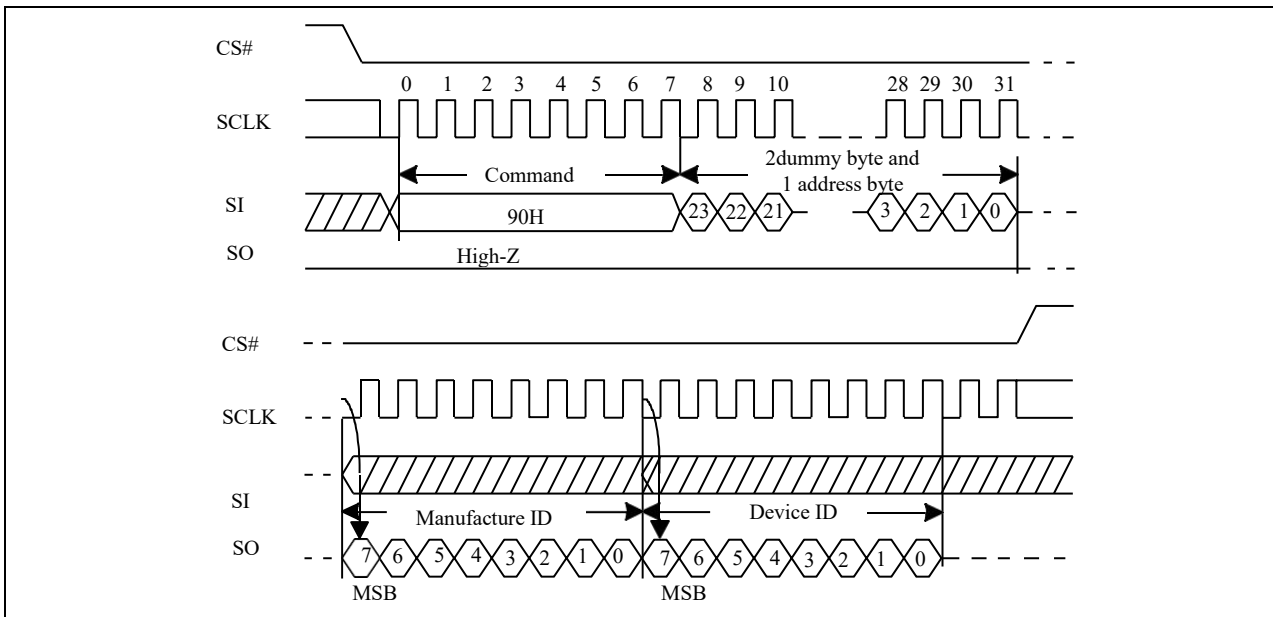 CS#
0 1 2 3 4 5 6 7 8 9 10 28 29 30 31
SCLK
2dummy byte and
Command
1 address byte
SI
90H
23 22 21 3 2 1 0
SO
High-Z
CS#
SCLK
SI
Manufacture ID Device ID
SO
7 6 5 4 3 2 1 0 7 6 5 4 3 2 1 0
MSB MSB